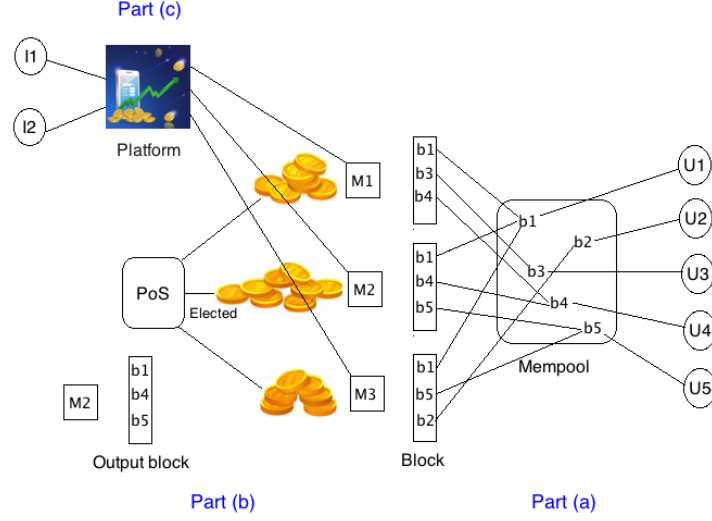 Part (c)
I1
I2
Platform
M1
M2
M3
PoS
Elected
M2
b1
b4
b5
Output block
Part (b)
b1
b3
b4
b1
b4
b5
b1
b5
b2
Block
b1
b2
b3
b4
b5
Mempool
U1
U2
U3
U4
U5
Part (a)